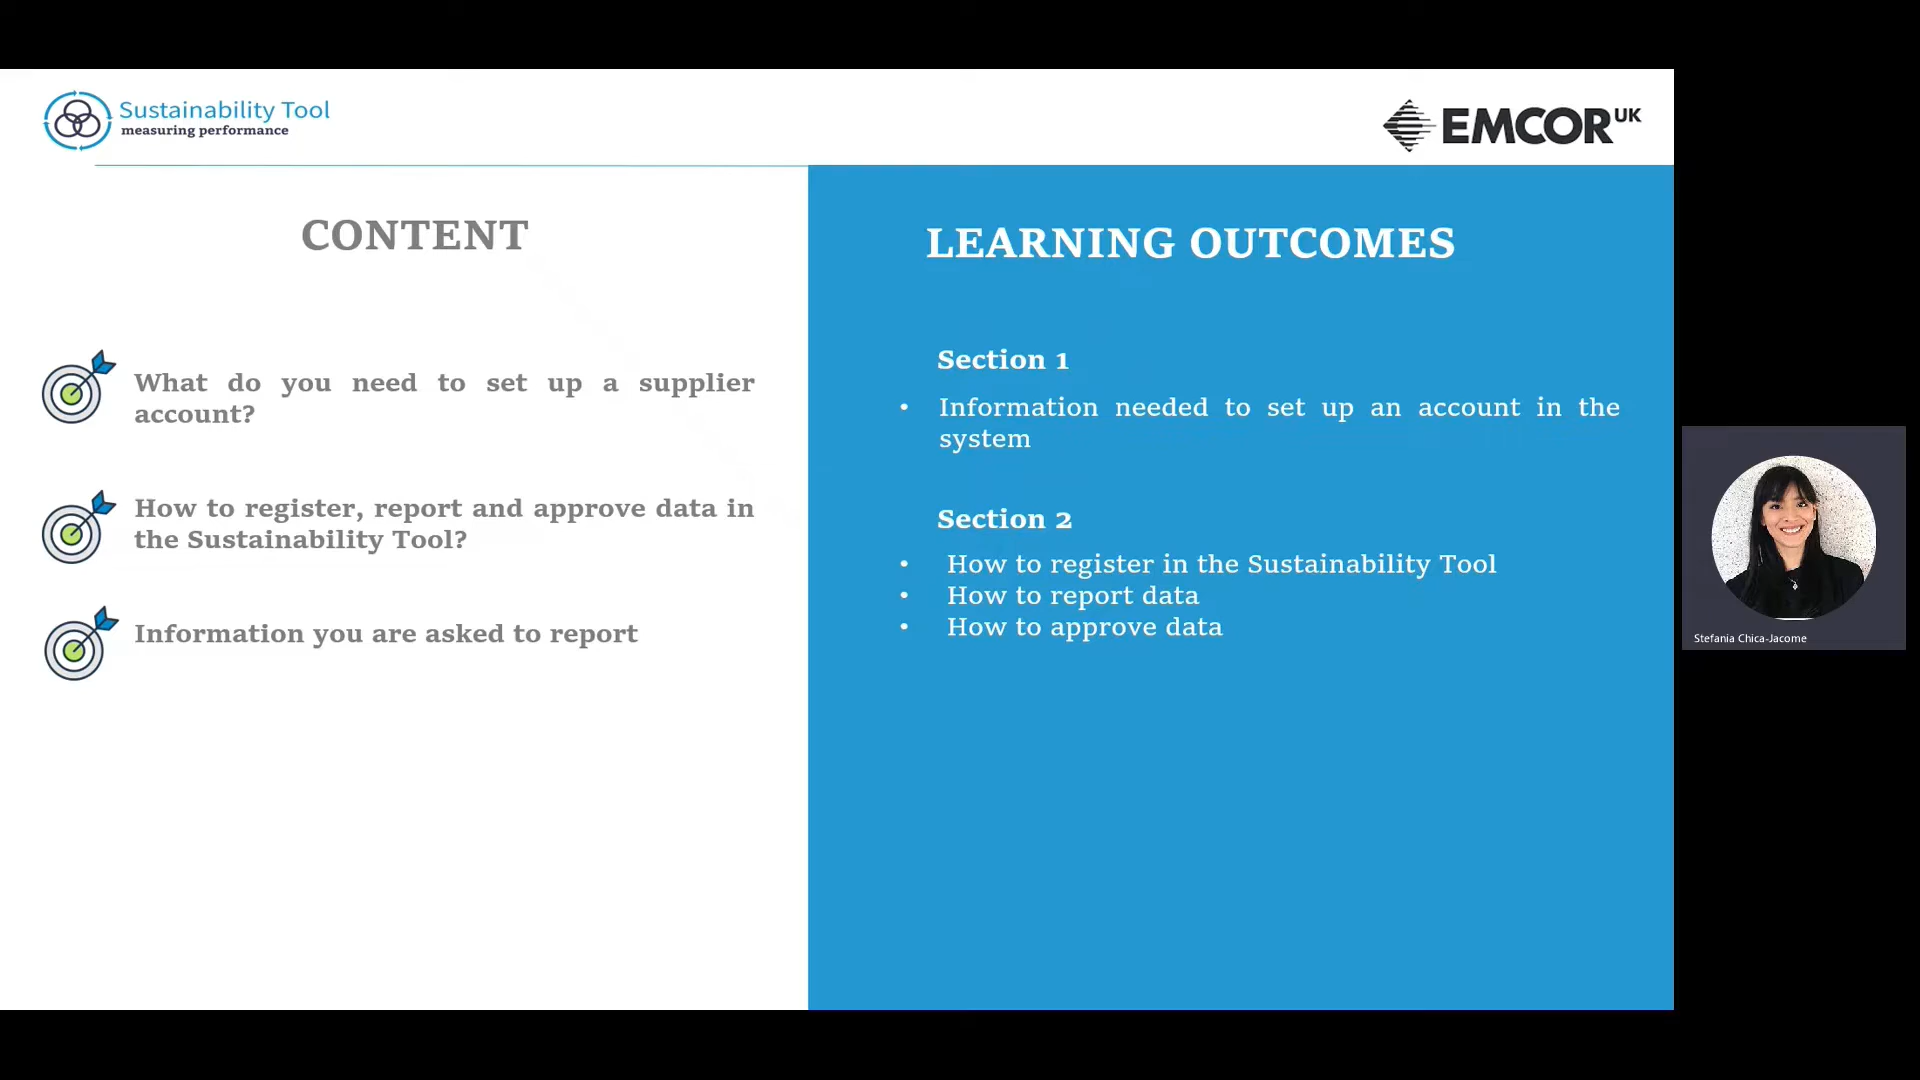 Sustainability Tool
measuring performance
EMCOR UK
CONTENT
What do you need to set up a supplier
account?
How to register, report and approve data in
the Sustainability Tool?
Information you are asked to report
LEARNING OUTCOMES
Section 1
• Information needed to set up an account in the
system
Section 2
• How to register in the Sustainability Tool
• How to report data
• How to approve data
Stefania Chica-Jacome